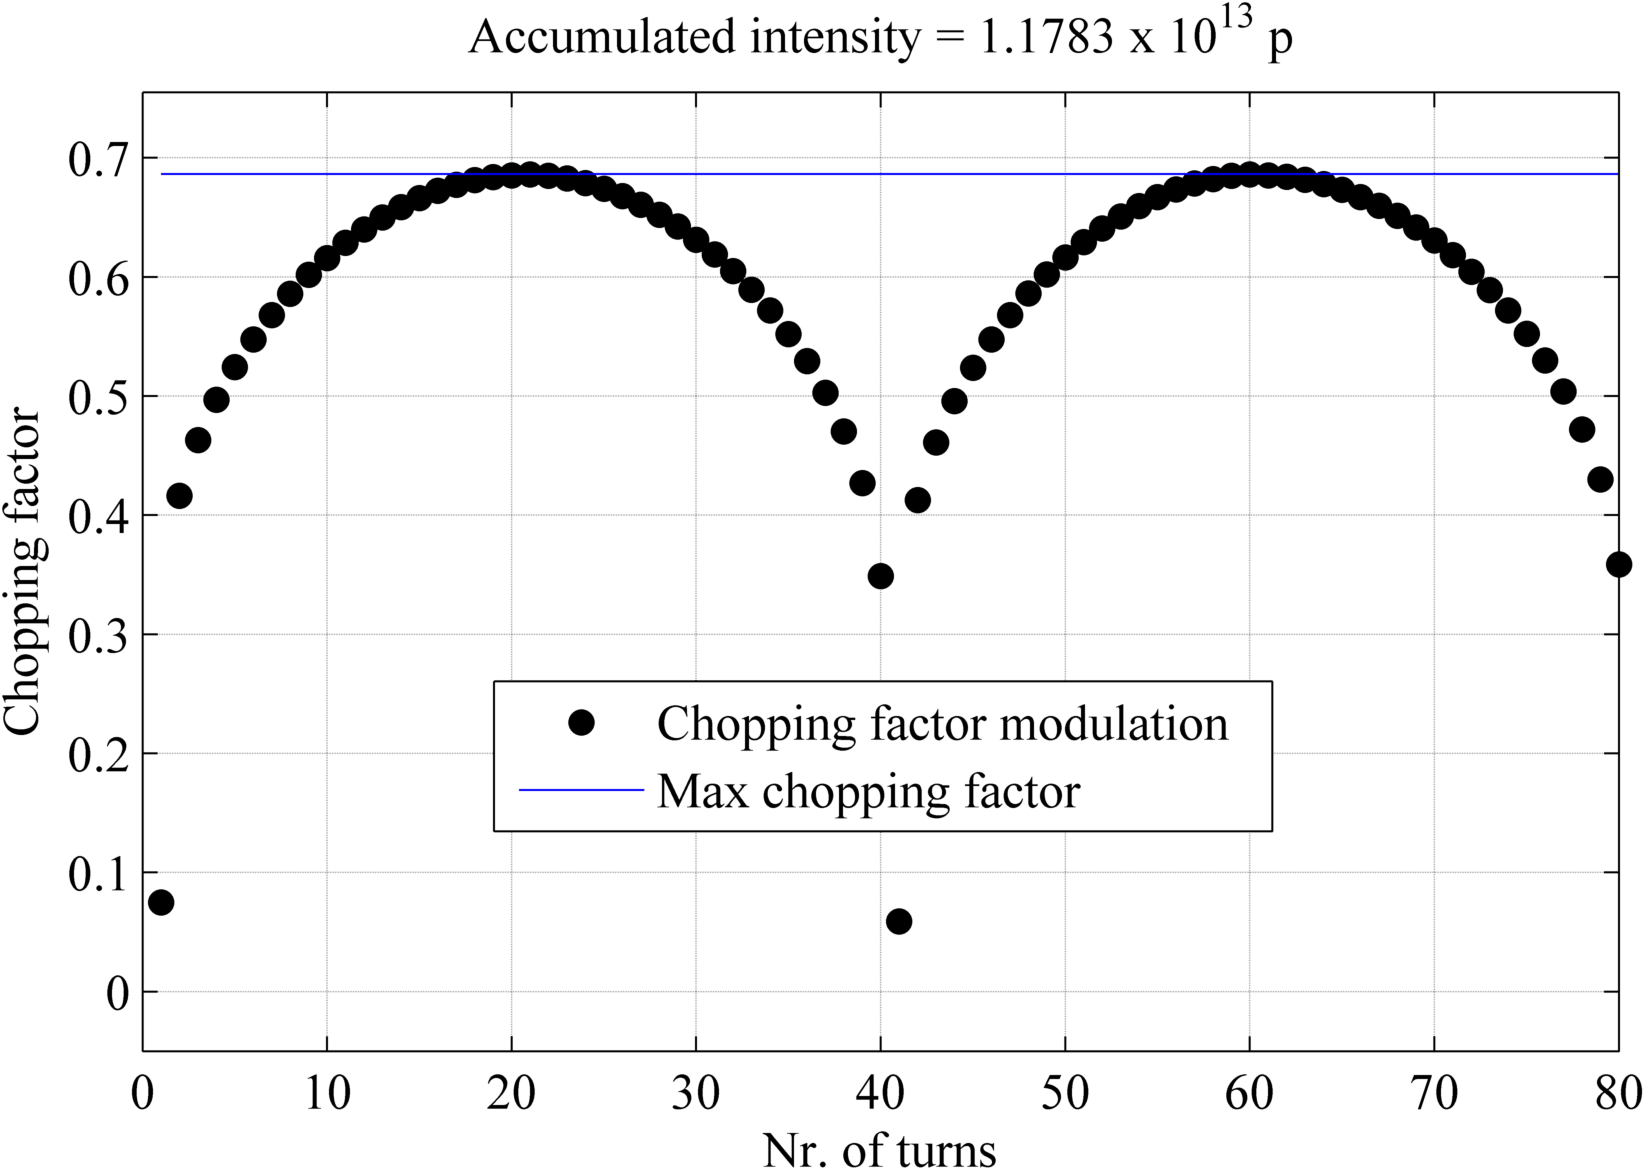 Accumulated intensity = 1.1783 x 10¹³ p
0.7
0.6
0.5
0.4
0.3
0.2
0.1
0
Chopping factor
Chopping factor modulation
Max chopping factor
0 10 20 30 40 50 60 70 80
Nr. of turns